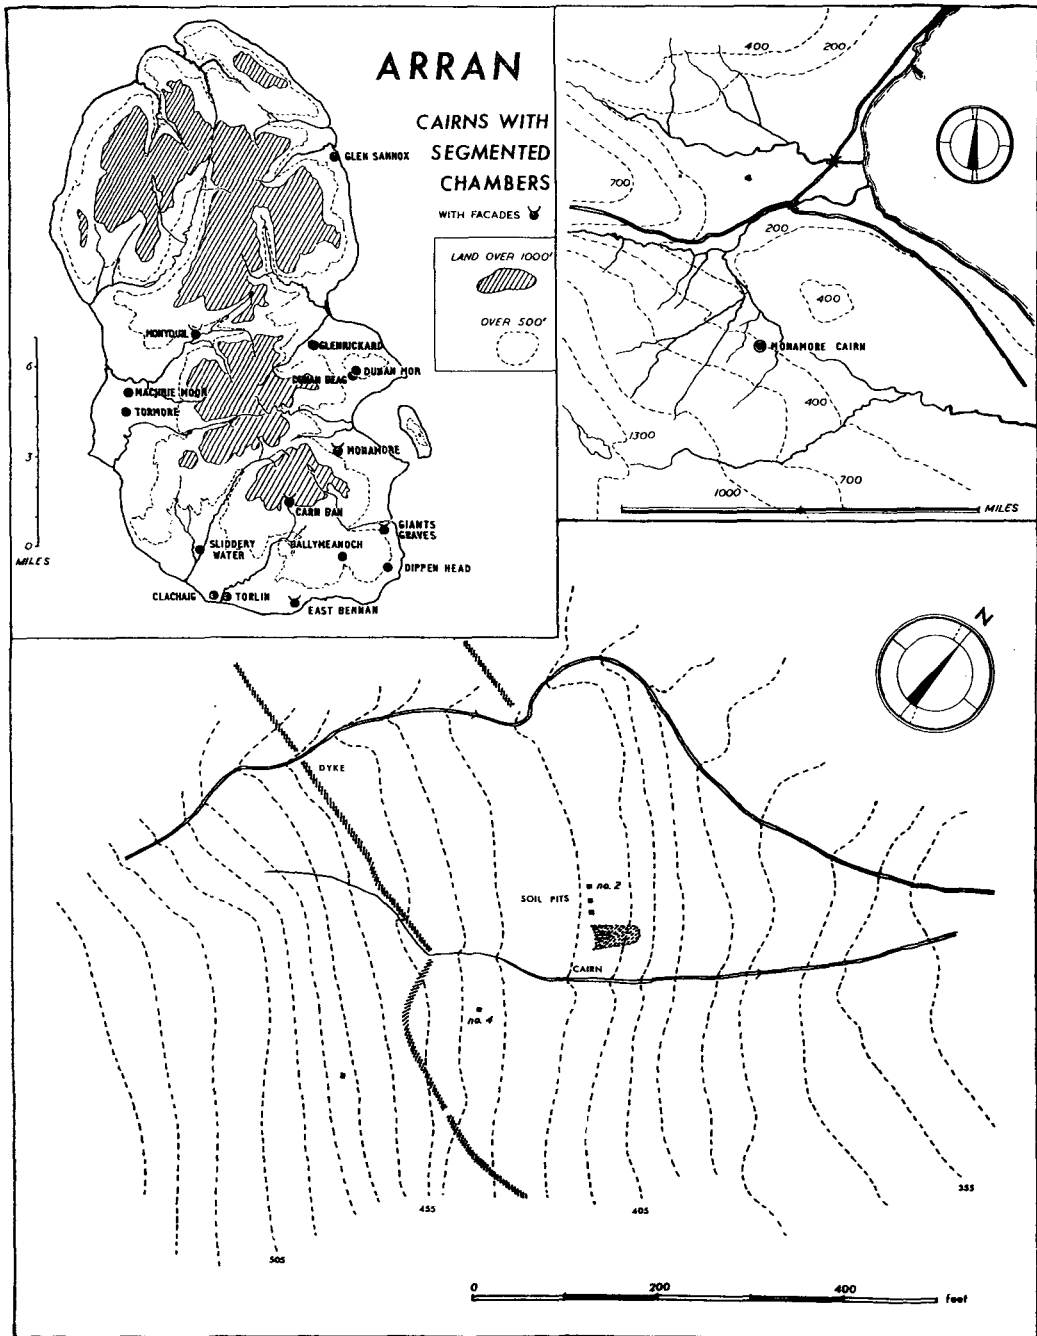 ARRAN
CAIRNS WITH
SEGMENTED
CHAMBERS
WITH FACADES
LAND OVER 1000'
OVER 500'
GLEN SANNOX
MONYQUIL
GLENRICKARD
DUNAN BEAG
DUNAN MOR
MACHRIE MOOR
TORMORE
MONAMORE
CARN BAN
GIANTS
GRAVES
SLIDDERY
WATER
BALLYMEANOCH
DIPPEN HEAD
CLACHAIG
TORLIN
EAST BENNAN
6
3
0
MILES
400
200
700
200
400
MONAMORE CAIRN
400
1300
700
1000
MILES
N
DYKE
no. 2
SOIL PITS
CAIRN
no. 4
355
455
405
505
0
200
400
feet